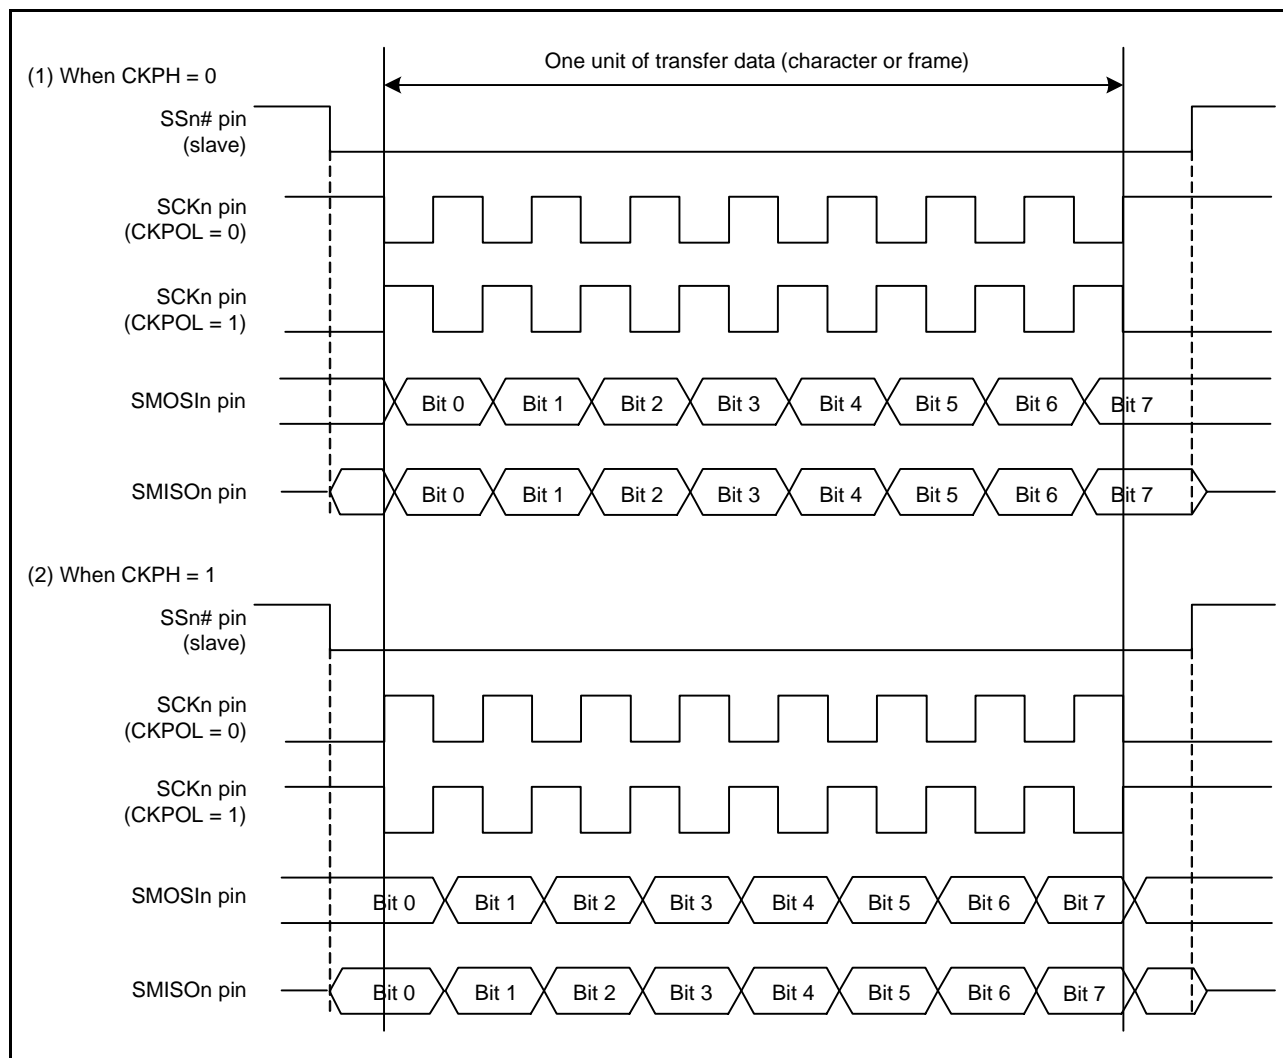 One unit of transfer data (character or frame)
(1) When CKPH = 0
SSn# pin
(slave)
SCKn pin
(CKPOL = 0)
SCKn pin
(CKPOL = 1)
SMOSIn pin
Bit 0 Bit 1 Bit 2 Bit 3 Bit 4 Bit 5 Bit 6 Bit 7
SMISOn pin
Bit 0 Bit 1 Bit 2 Bit 3 Bit 4 Bit 5 Bit 6 Bit 7
(2) When CKPH = 1
SSn# pin
(slave)
SCKn pin
(CKPOL = 0)
SCKn pin
(CKPOL = 1)
SMOSIn pin
Bit 0 Bit 1 Bit 2 Bit 3 Bit 4 Bit 5 Bit 6 Bit 7
SMISOn pin
Bit 0 Bit 1 Bit 2 Bit 3 Bit 4 Bit 5 Bit 6 Bit 7